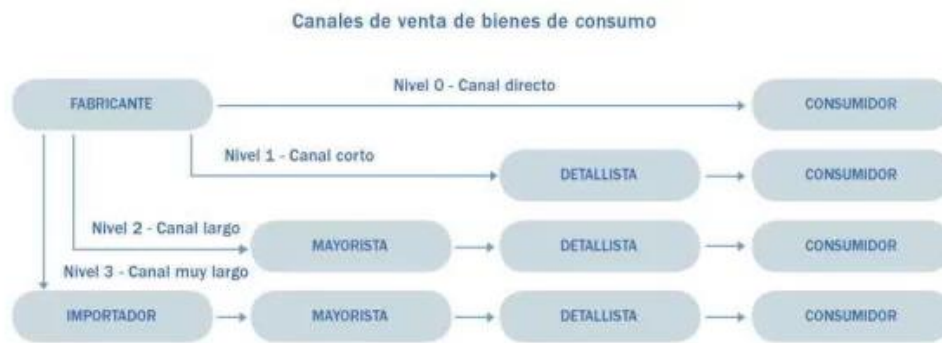 Canales de venta de bienes de consumo
Nivel 0 - Canal directo
FABRICANTE
CONSUMIDOR
Nivel 1 - Canal corto
DETALLISTA
CONSUMIDOR
Nivel 2 - Canal largo
MAYORISTA
DETALLISTA
CONSUMIDOR
Nivel 3 - Canal muy largo
IMPORTADOR
MAYORISTA
DETALLISTA
CONSUMIDOR